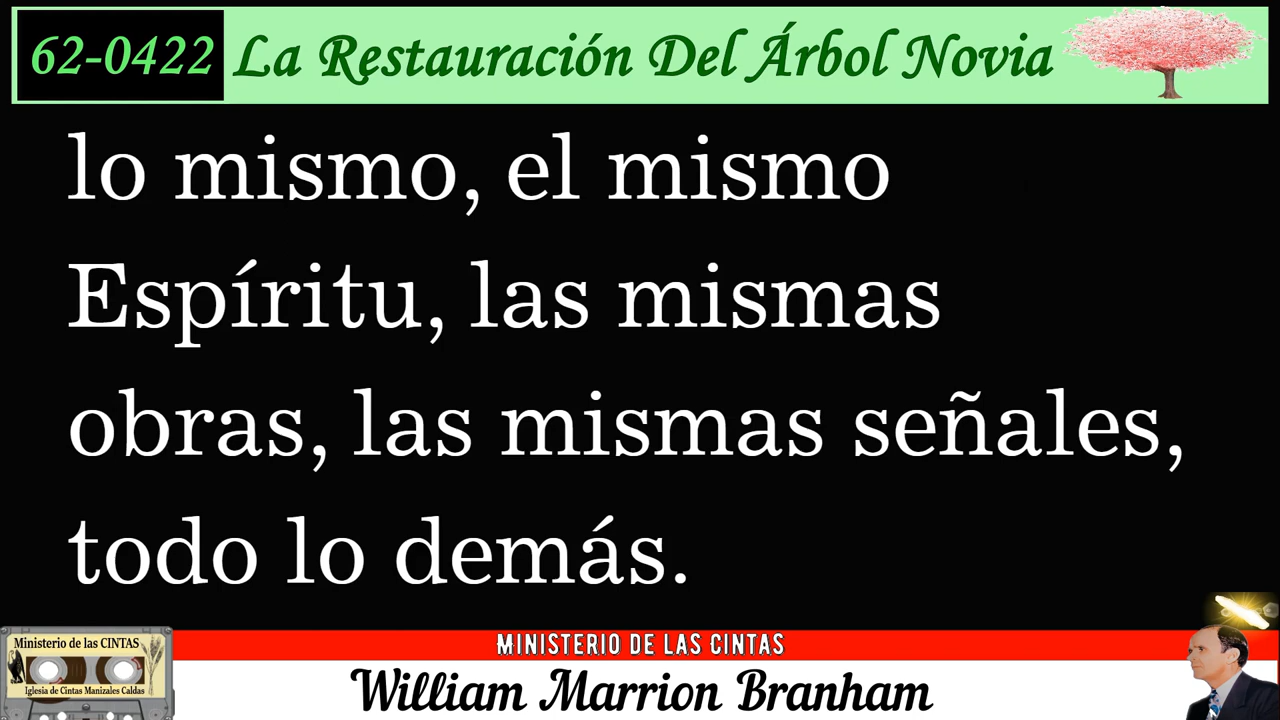 62-0422 La Restauración Del Árbol Novia
lo mismo, el mismo
Espíritu, las mismas
obras, las mismas señales,
todo lo demás.
Ministerio de las CINTAS
Iglesia de Cintas Manizales Caldas
MINISTERIO DE LAS CINTAS
William Marrion Branham